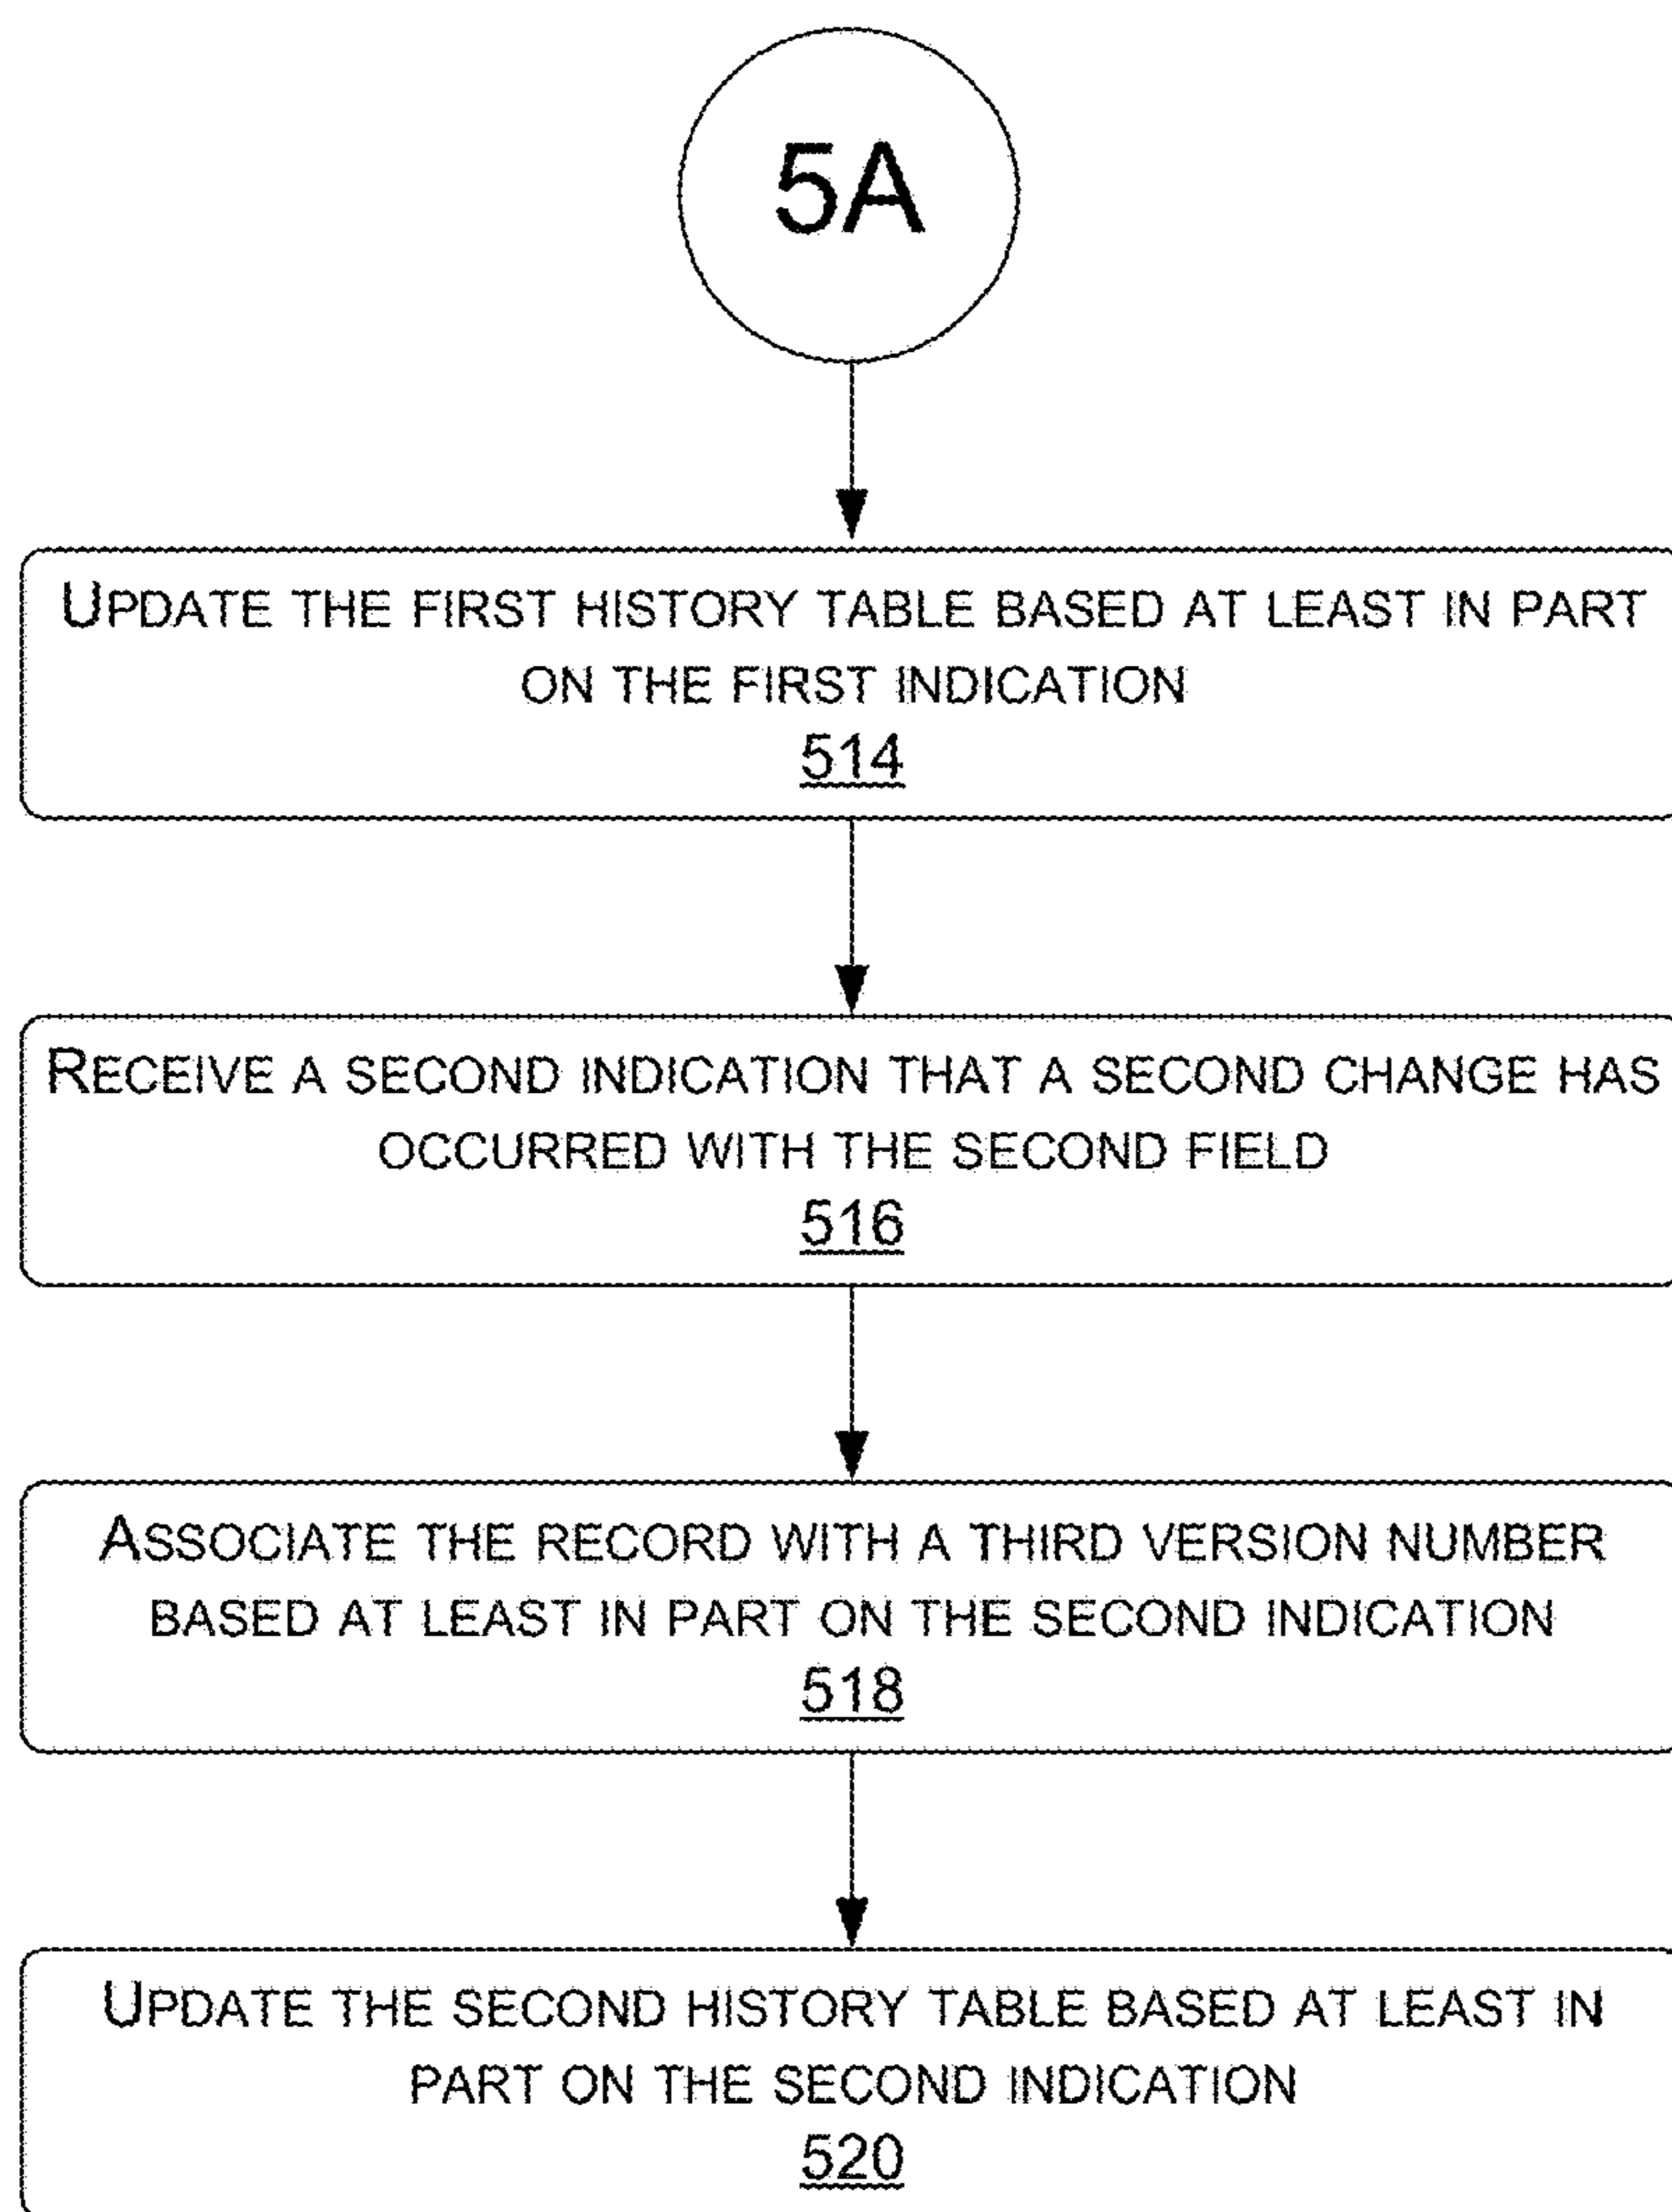 5A
UPDATE THE FIRST HISTORY TABLE BASED AT LEAST IN PART
ON THE FIRST INDICATION
514
RECEIVE A SECOND INDICATION THAT A SECOND CHANGE HAS
OCCURRED WITH THE SECOND FIELD
516
ASSOCIATE THE RECORD WITH A THIRD VERSION NUMBER
BASED AT LEAST IN PART ON THE SECOND INDICATION
518
UPDATE THE SECOND HISTORY TABLE BASED AT LEAST IN
PART ON THE SECOND INDICATION
520